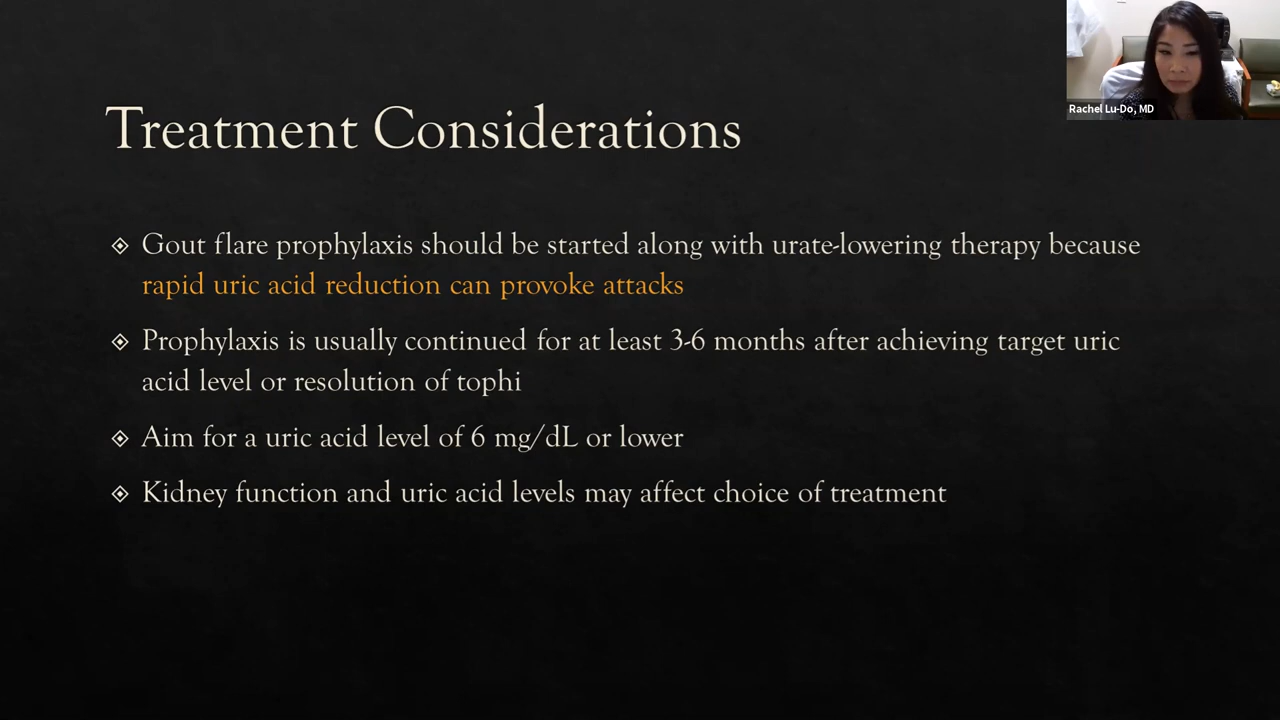 Rachel Lu-Do, MD
Treatment Considerations
Gout flare prophylaxis should be started along with urate-lowering therapy because
rapid uric acid reduction can provoke attacks
Prophylaxis is usually continued for at least 3-6 months after achieving target uric
acid level or resolution of tophi
Aim for a uric acid level of 6 mg/dL or lower
Kidney function and uric acid levels may affect choice of treatment